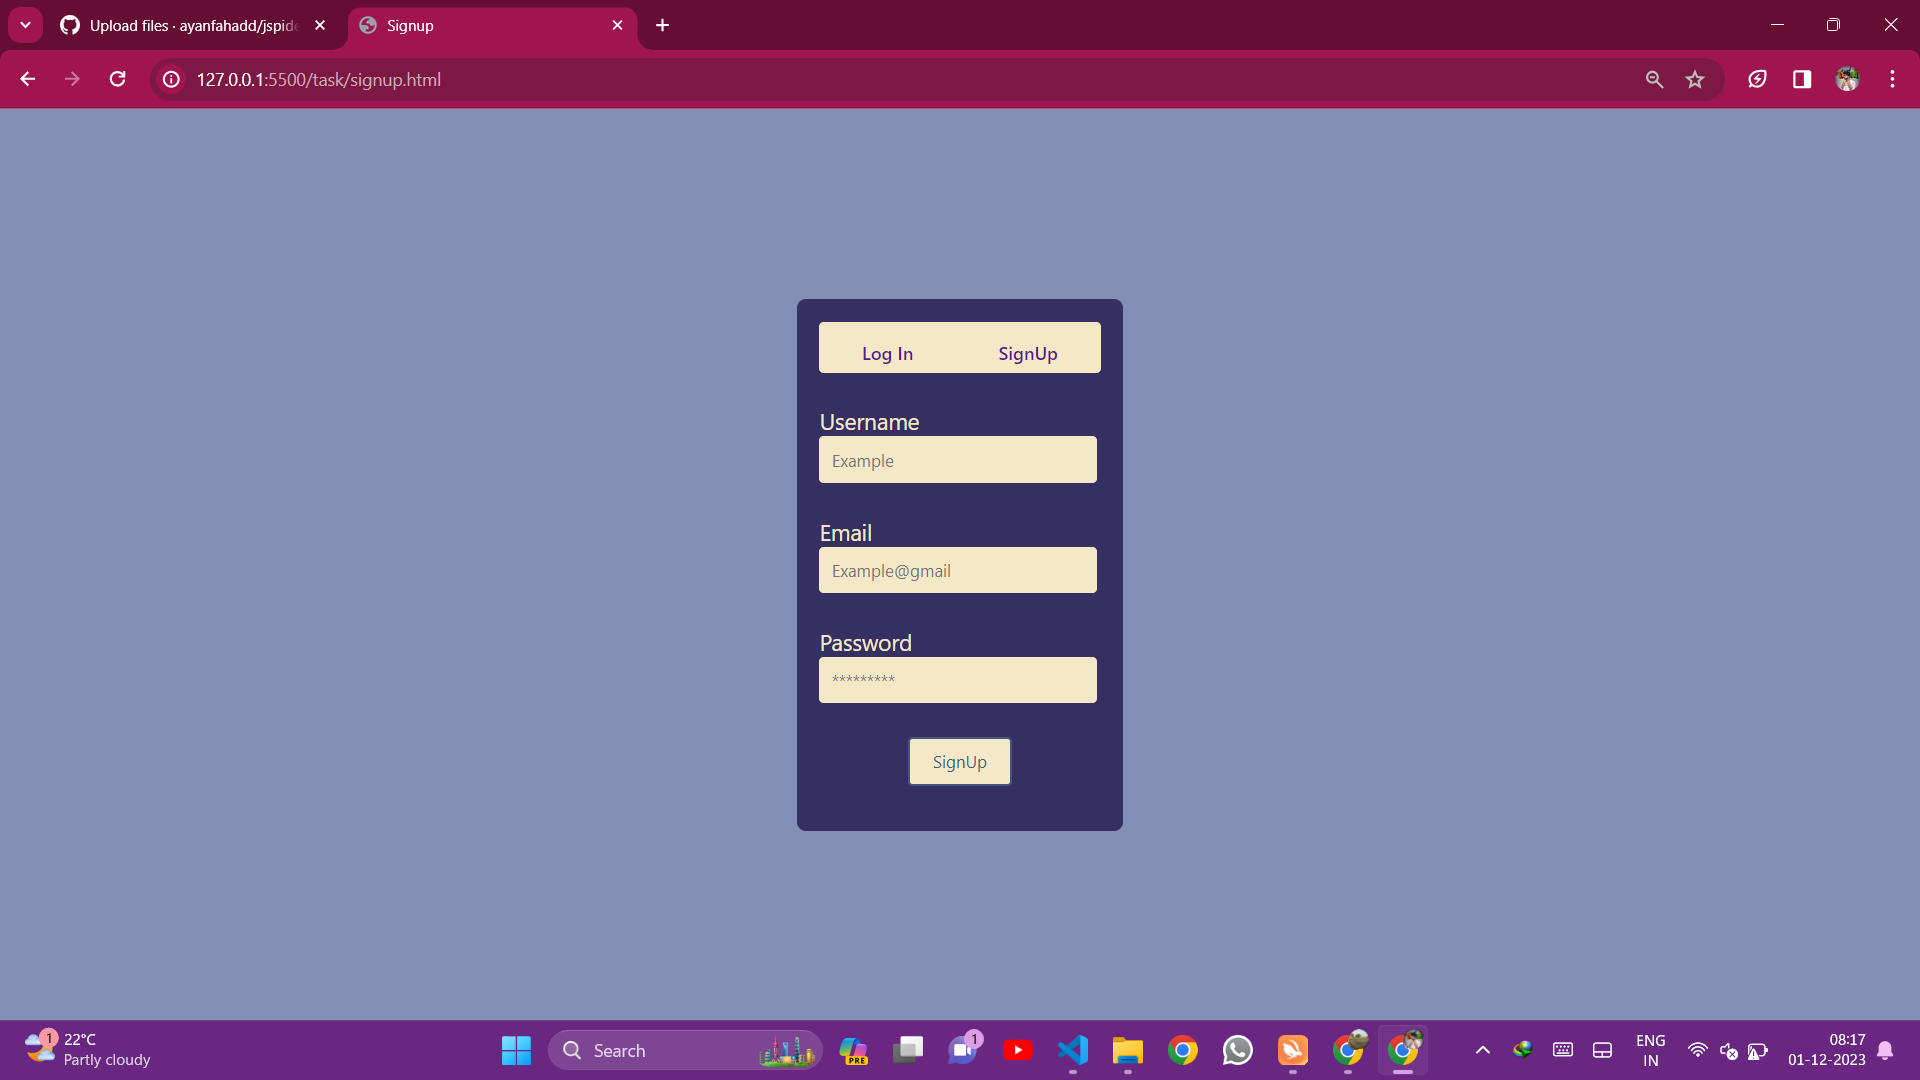 Upload files · ayanfahadd/jspide
Signup
127.0.0.1:5500/task/signup.html
Log In
SignUp
Username
Example
Email
Example@gmail
Password
*********
SignUp
1
22°C
Partly cloudy
Search
PRE
1
ENG
IN
08:17
01-12-2023